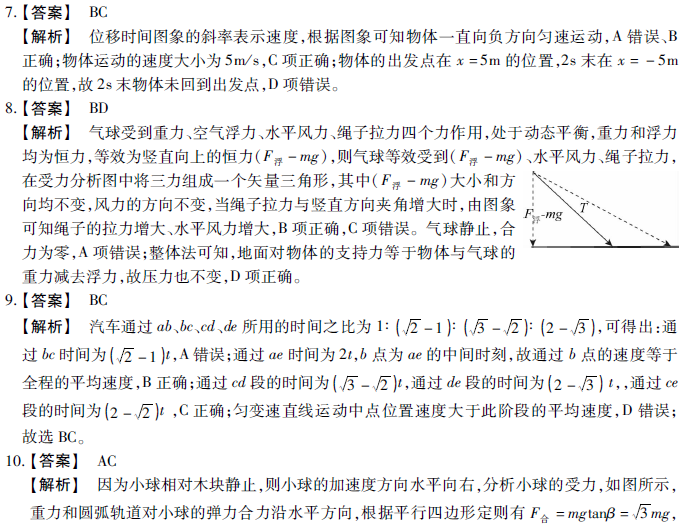 7.【答案】 BC
【解析】 位移时间图象的斜率表示速度,根据图象可知物体一直向负方向匀速运动,A 错误、B
正确;物体运动的速度大小为 5m/s,C 项正确;物体的出发点在 x = 5m 的位置,2s 末在 x = - 5m
的位置,故 2 s 末物体未回到出发点,D 项错误。
8.【答案】 BD
【解析】 气球受到重力、空气浮力、水平风力、绳子拉力四个力作用,处于动态平衡,重力和浮力
均为恒力,等效为竖直向上的恒力(F浮 - mg),则气球等效受到(F浮 - mg)、水平风力、绳子拉力,
在受力分析图中将三力组成一个矢量三角形,其中(F浮 - mg)大小和方
向均不变,风力的方向不变,当绳子拉力与竖直方向夹角增大时,由图象
可知绳子的拉力增大、水平风力增大,B 项正确,C 项错误。气球静止,合
力为零,A 项错误;整体法可知,地面对物体的支持力等于物体与气球的
重力减去浮力,故压力也不变,D 项正确。
F浮-mg
T
9.【答案】 BC
【解析】 汽车通过 ab、bc、cd、de 所用的时间之比为 1: (√2 - 1): (√3 - √2): (2 - √3),可得出:通
过 bc 时间为(√2 - 1)t,A 错误;通过 ae 时间为 2t,b 点为 ae 的中间时刻,故通过 b 点的速度等于
全程的平均速度,B 正确;通过 cd 段的时间为(√3 - √2)t,通过 de 段的时间为(2 - √3) t,,通过 ce
段的时间为(2 - √2)t ,C 正确;匀变速直线运动中点位置速度大于此阶段的平均速度,D 错误;
故选 BC。
10.【答案】 AC
【解析】 因为小球相对木块静止,则小球的加速度方向水平向右,分析小球的受力,如图所示,
重力和圆弧轨道对小球的弹力合力沿水平方向,根据平行四边形定则有 F合 = mgtanβ = √3 mg,